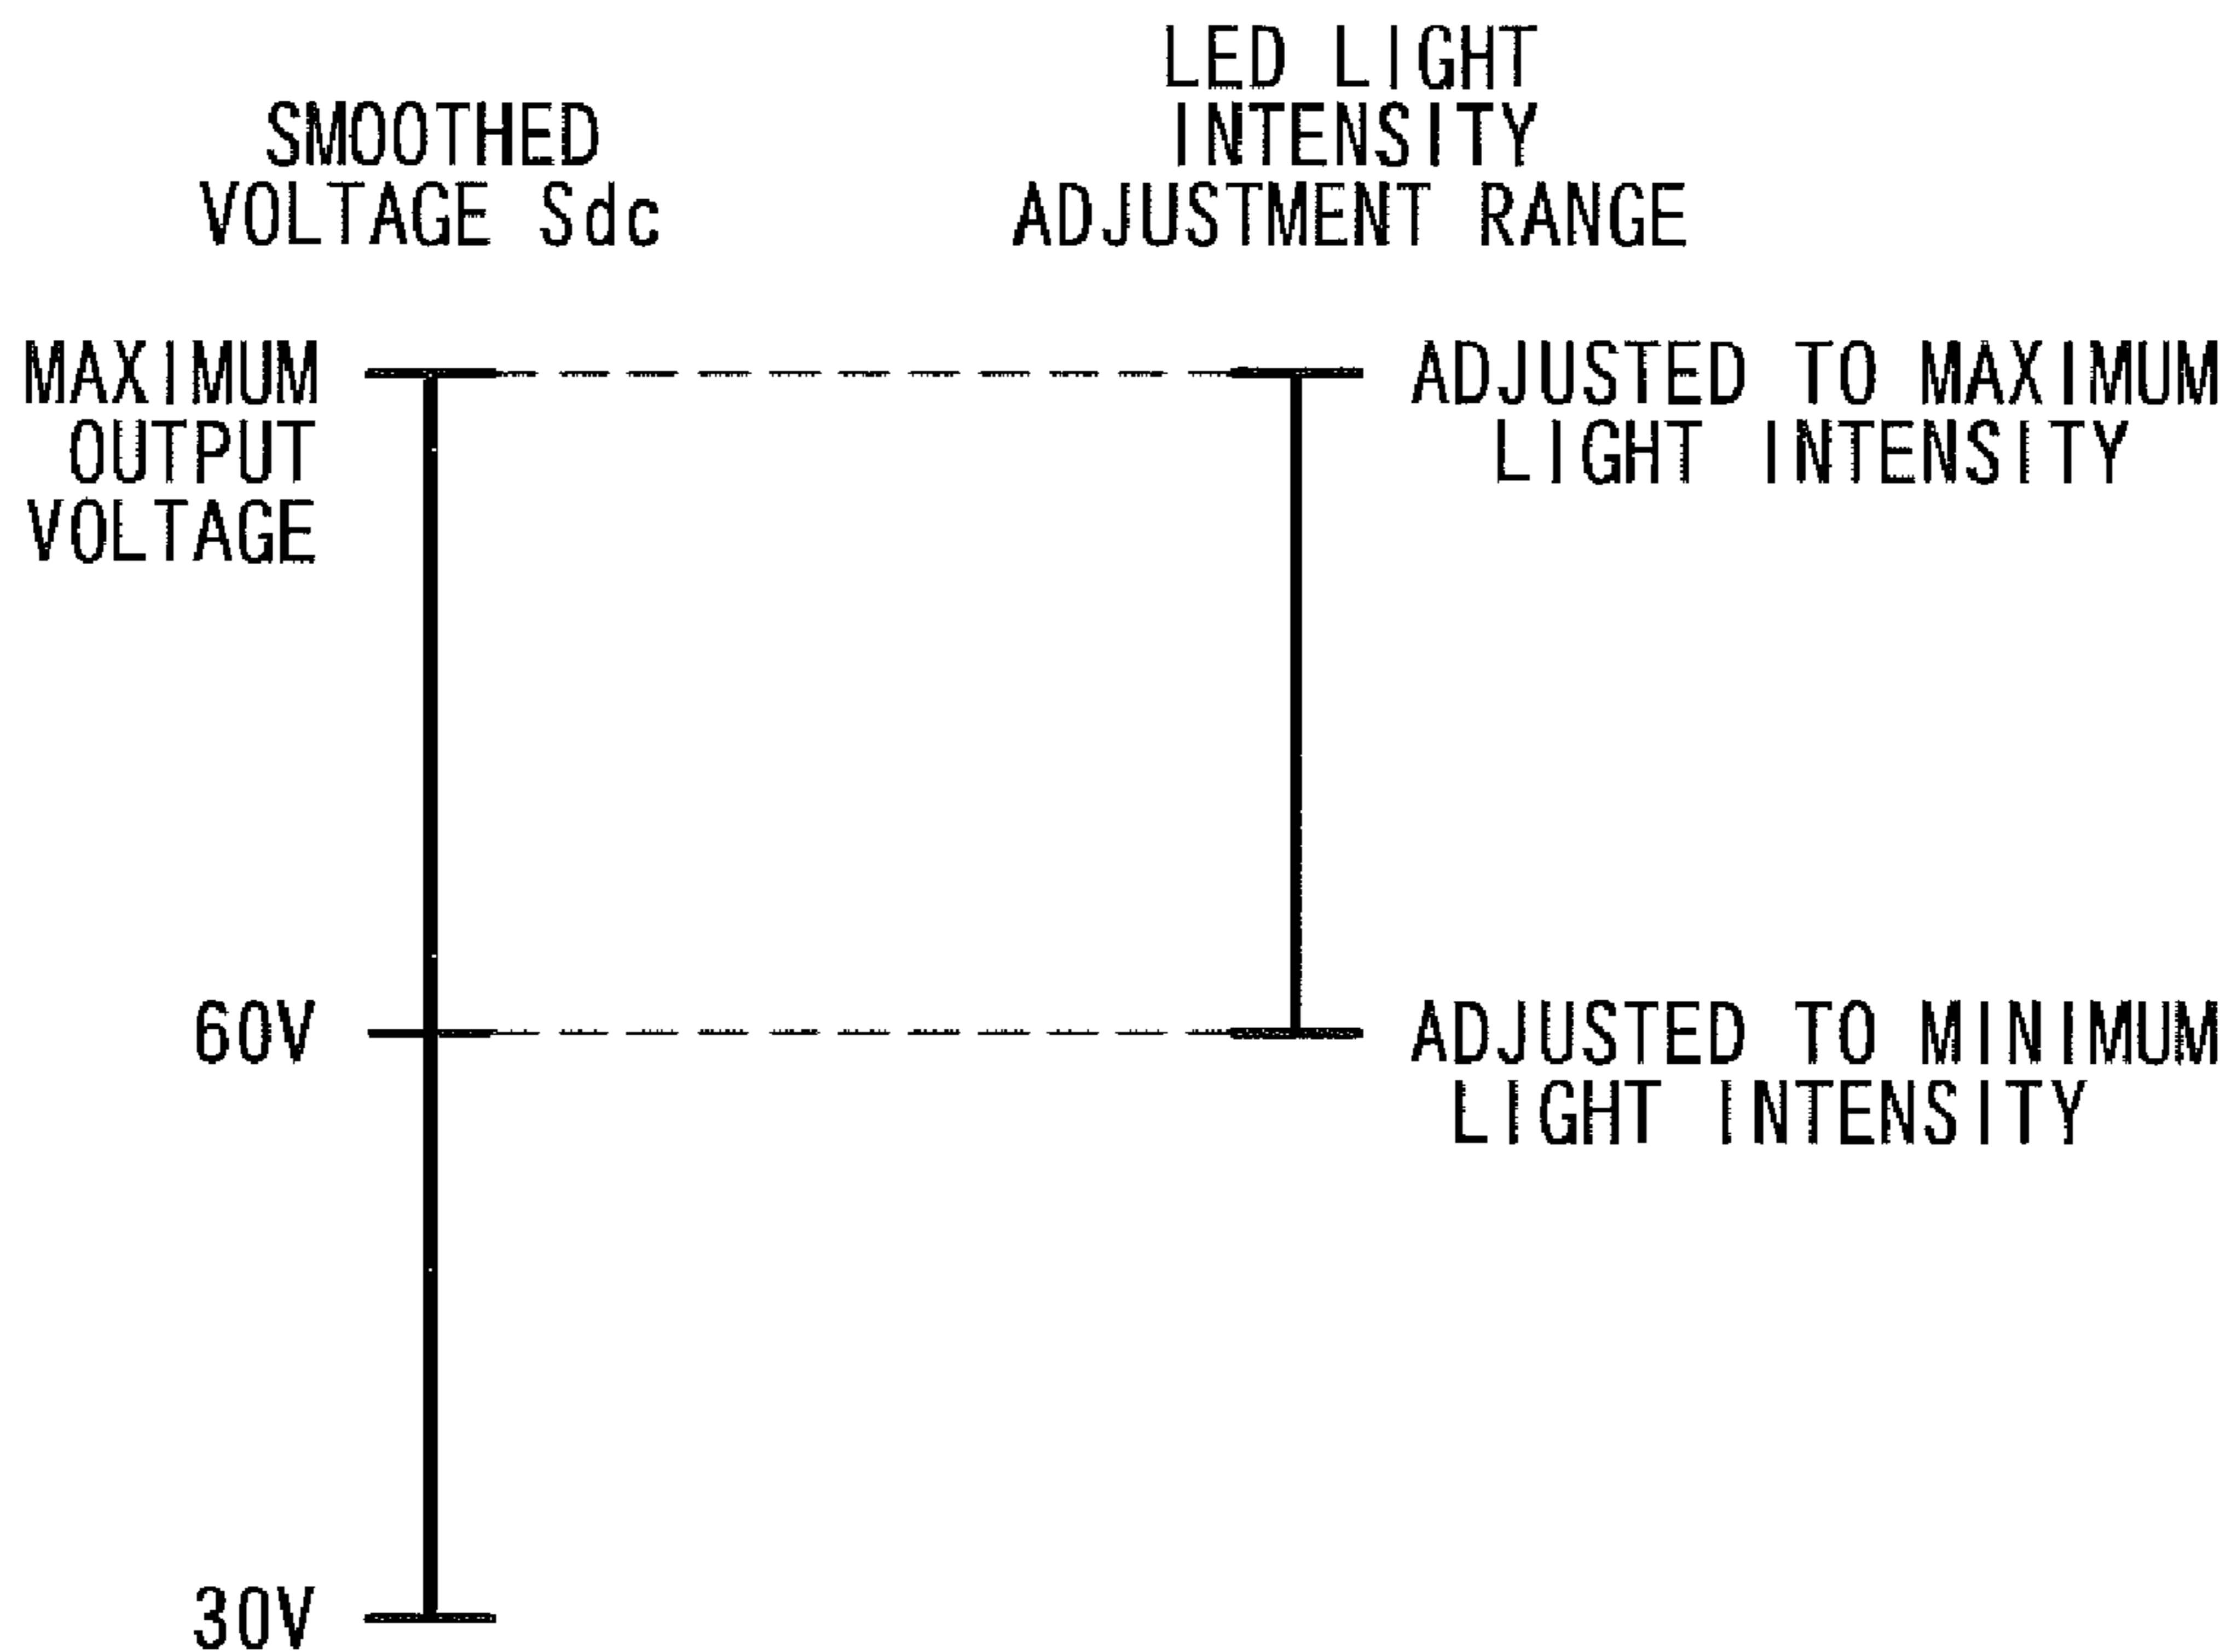 SMOOTHED
VOLTAGE Sdc
LED LIGHT
INTENSITY
ADJUSTMENT RANGE
MAXIMUM
OUTPUT
VOLTAGE
ADJUSTED TO MAXIMUM
LIGHT INTENSITY
60V
ADJUSTED TO MINIMUM
LIGHT INTENSITY
30V